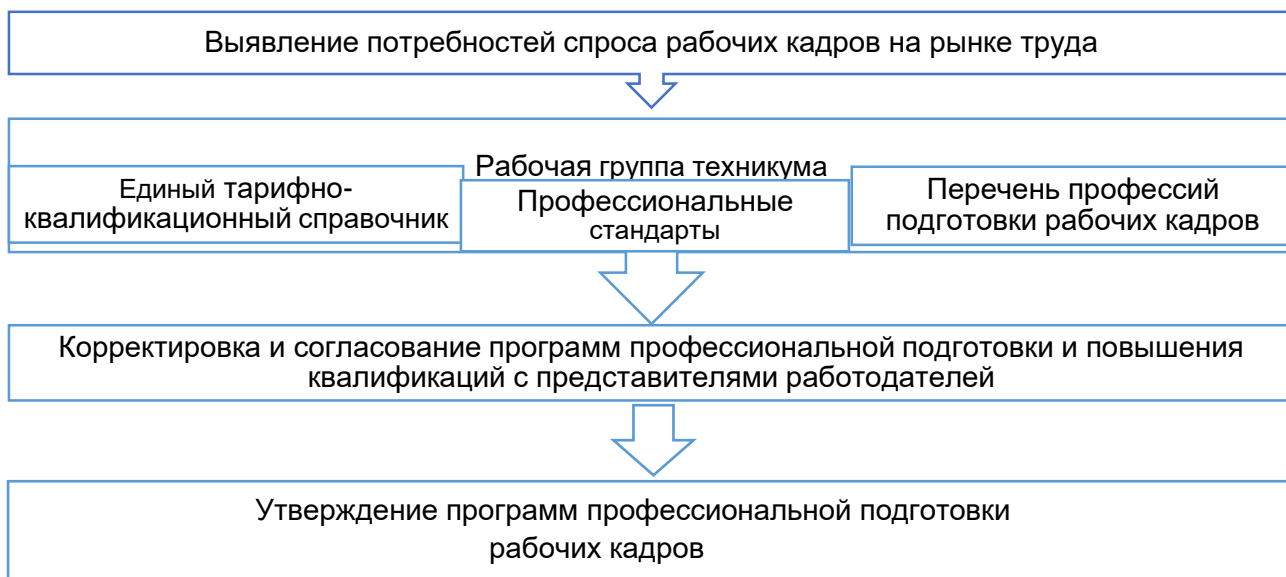 Выявление потребностей спроса рабочих кадров на рынке труда
Рабочая группа техникума
Единый тарифно-
квалификационный справочник
Профессиональные
стандарты
Перечень профессий
подготовки рабочих кадров
Корректировка и согласование программ профессиональной подготовки и повышения
квалификаций с представителями работодателей
Утверждение программ профессиональной подготовки
рабочих кадров